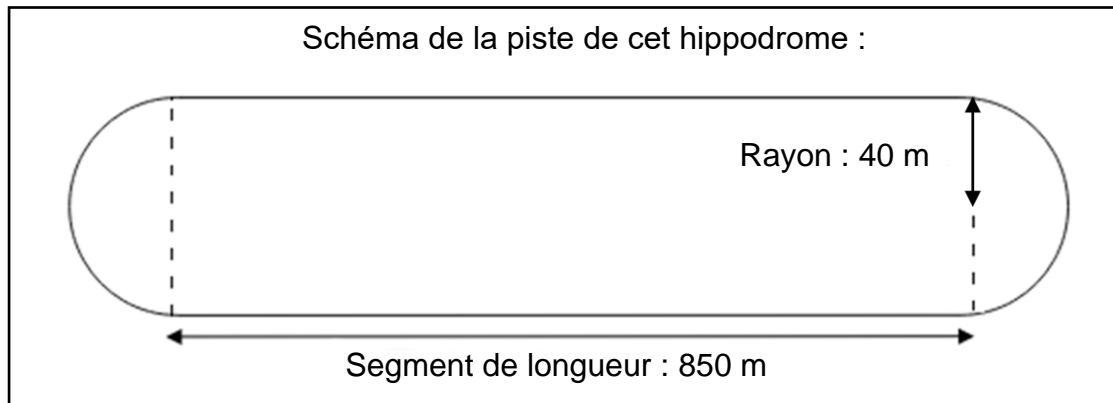 Schéma de la piste de cet hippodrome :
Rayon : 40 m
Segment de longueur : 850 m